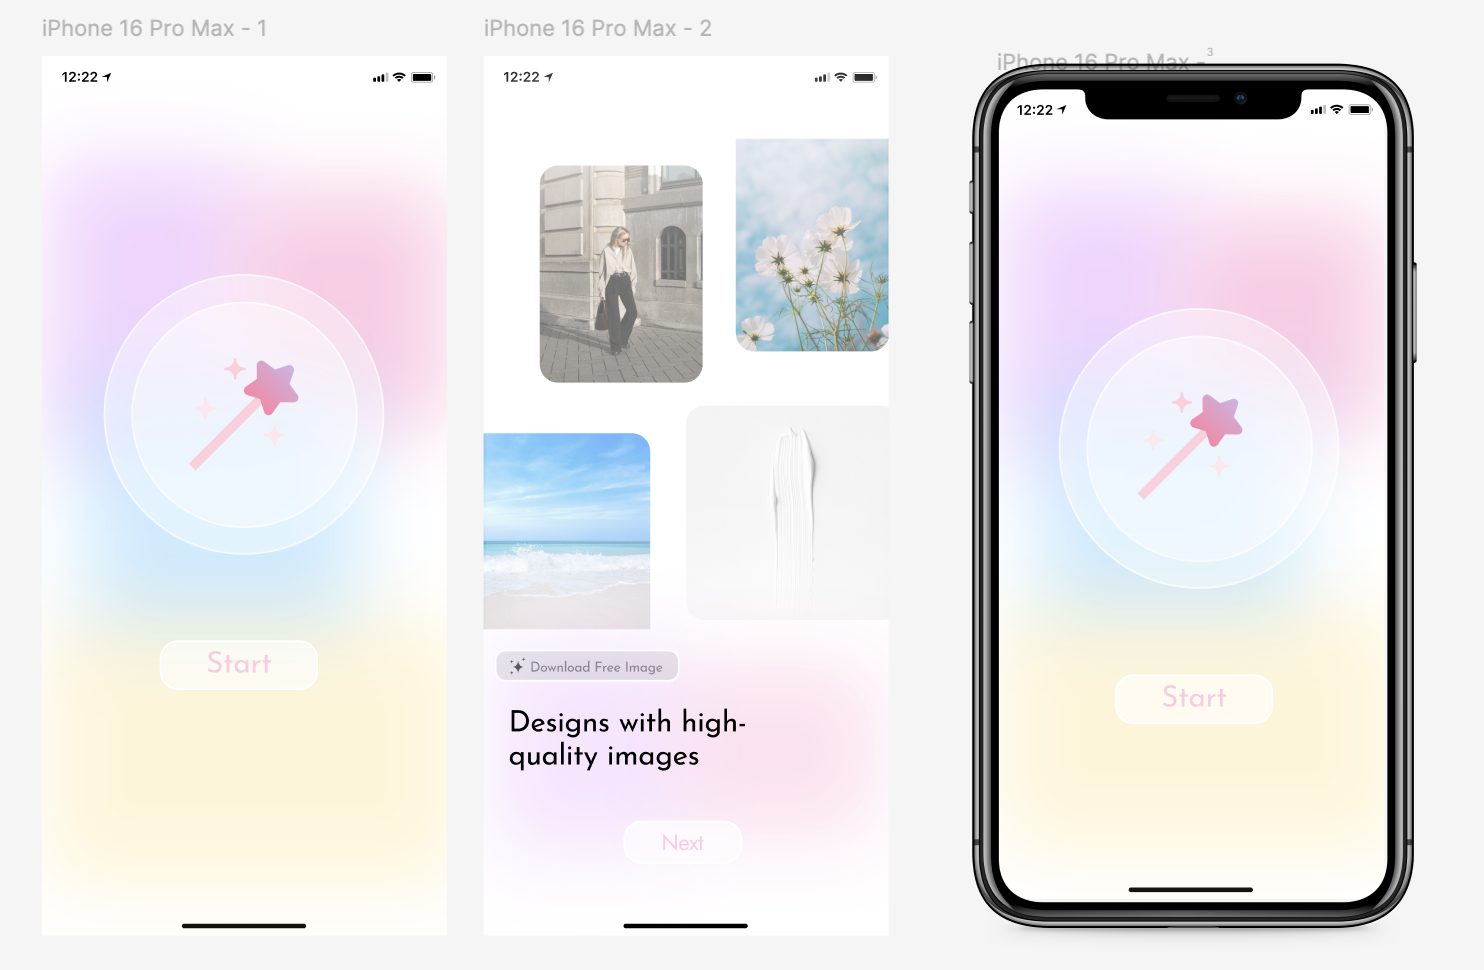 iPhone 16 Pro Max - 1
12:22
Start
iPhone 16 Pro Max - 2
12:22
Download Free Image
Designs with high-
quality images
Next
iPhone 16 Pro Max - 3
12:22
Start